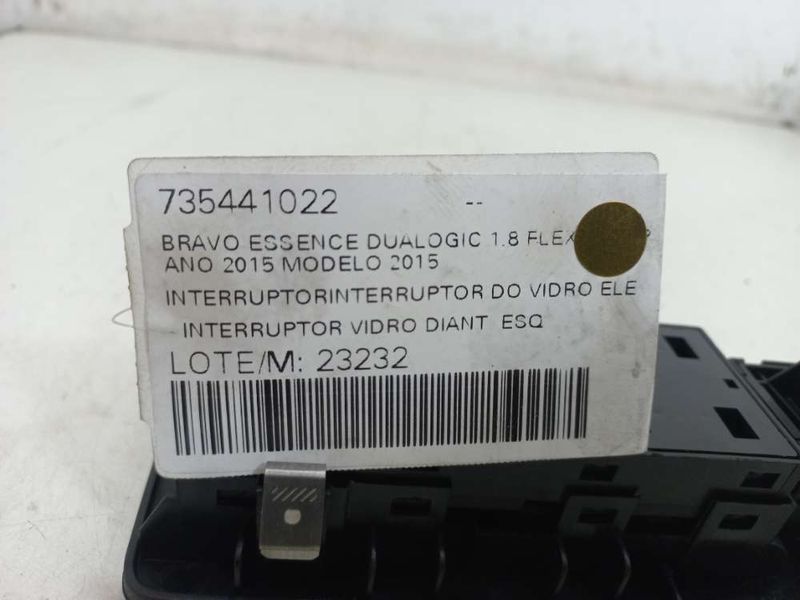 735441022 --
BRAVO ESSENCE DUALOGIC 1.8 FLEX
ANO 2015 MODELO 2015
INTERRUPTORINTERRUPTOR DO VIDRO ELE
INTERRUPTOR VIDRO DIANT ESQ
LOTE/M: 23232